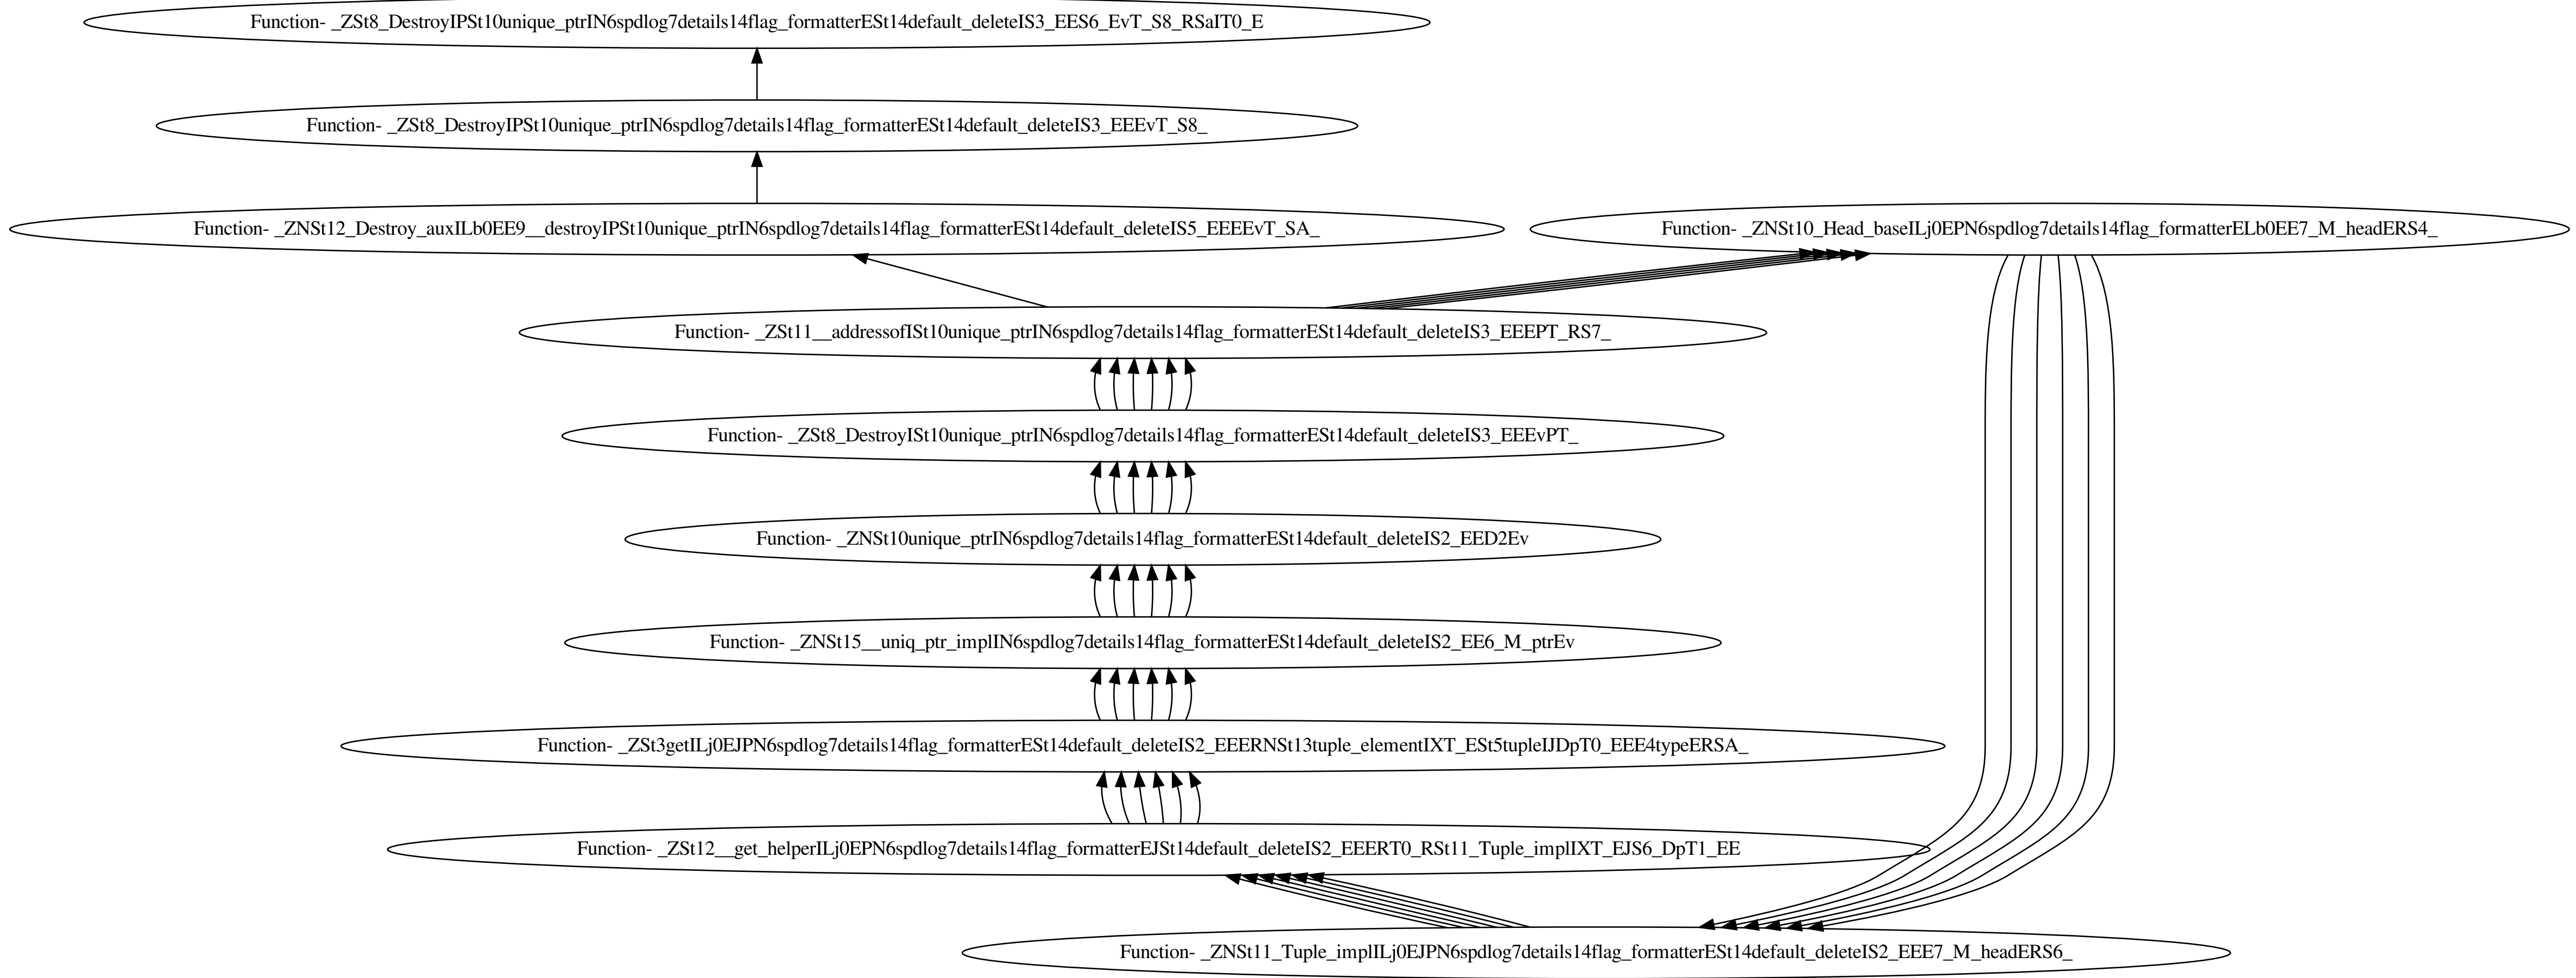 Function- _ZSt8_DestroyIPSt10unique_ptrIN6spdlog7details14flag_formatterESt14default_deleteIS3_EES6_EvT_S8_RSaIT0_E
Function- _ZSt8_DestroyIPSt10unique_ptrIN6spdlog7details14flag_formatterESt14default_deleteIS3_EEEvT_S8_
Function- _ZNSt12_Destroy_auxILb0EE9__destroyIPSt10unique_ptrIN6spdlog7details14flag_formatterESt14default_deleteIS5_EEEEvT_SA_
Function- _ZNSt10_Head_baseILj0EPN6spdlog7details14flag_formatterELb0EE7_M_headERS4_
Function- _ZSt11__addressofISt10unique_ptrIN6spdlog7details14flag_formatterESt14default_deleteIS3_EEEPT_RS7_
Function- _ZSt8_DestroyISt10unique_ptrIN6spdlog7details14flag_formatterESt14default_deleteIS3_EEEvPT_
Function- _ZNSt10unique_ptrIN6spdlog7details14flag_formatterESt14default_deleteIS2_EED2Ev
Function- _ZNSt15__uniq_ptr_implIN6spdlog7details14flag_formatterESt14default_deleteIS2_EE6_M_ptrEv
Function- _ZSt3getILj0EJPN6spdlog7details14flag_formatterESt14default_deleteIS2_EEERNSt13tuple_elementIXT_ESt5tupleIJDpT0_EEE4typeERSA_
Function- _ZSt12__get_helperILj0EPN6spdlog7details14flag_formatterEJSt14default_deleteIS2_EEERT0_RSt11_Tuple_implIXT_EJS6_DpT1_EE
Function- _ZNSt11_Tuple_implILj0EJPN6spdlog7details14flag_formatterESt14default_deleteIS2_EEE7_M_headERS6_